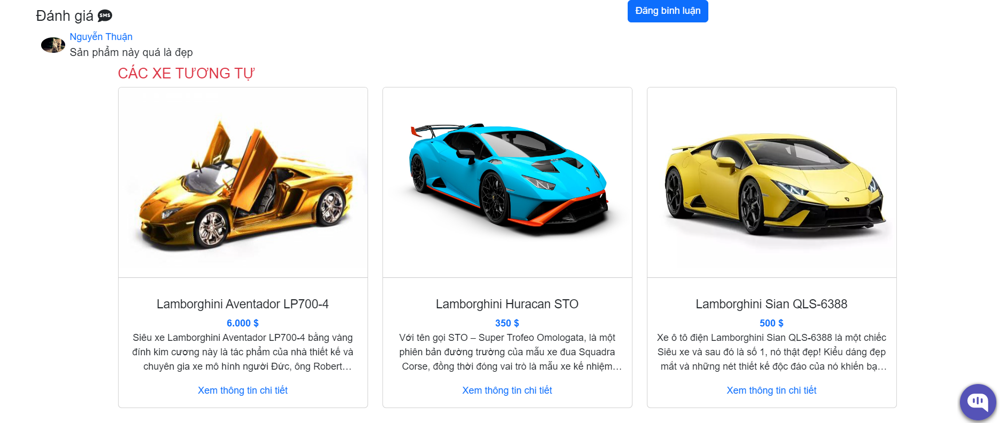 Đánh giá SMS
Đăng bình luận
Nguyễn Thuận
Sản phẩm này quá là đẹp
CÁC XE TƯƠNG TỰ
Lamborghini Aventador LP700-4
6.000 $
Siêu xe Lamborghini Aventador LP700-4 bằng vàng
đính kim cương này là tác phẩm của nhà thiết kế và
chuyên gia xe mô hình người Đức, ông Robert…
Xem thông tin chi tiết
Lamborghini Huracan STO
350 $
Với tên gọi STO – Super Trofeo Omologata, là một
phiên bản đường trường của mẫu xe đua Squadra
Corse, đồng thời đóng vai trò là mẫu xe kế nhiệm…
Xem thông tin chi tiết
Lamborghini Sian QLS-6388
500 $
Xe ô tô điện Lamborghini Sian QLS-6388 là một chiếc
Siêu xe và sau đó là số 1, nó thật đẹp! Kiểu dáng đẹp
mắt và những nét thiết kế độc đáo của nó khiến bạ…
Xem thông tin chi tiết